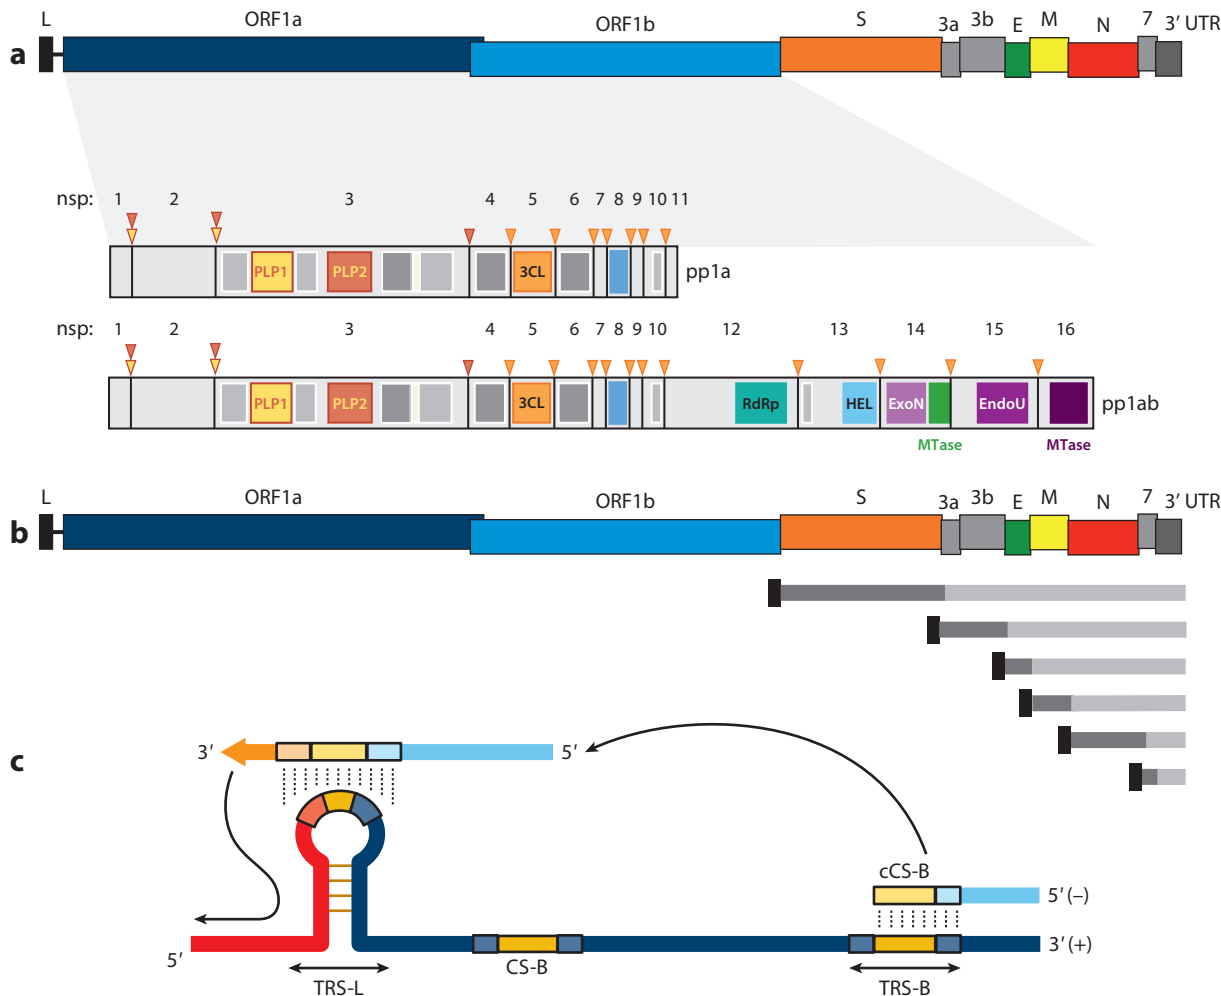 L ORF1a ORF1b S 3a 3b E M N 7 3′ UTR
a
nsp: 1 2 3 4 5 6 7 8 9 10 11
PLP1 PLP2 3CL pp1a
nsp: 1 2 3 4 5 6 7 8 9 10 12 13 14 15 16
PLP1 PLP2 3CL RdRp HEL ExoN EndoU pp1ab
MTase MTase
L ORF1a ORF1b S 3a 3b E M N 7 3′ UTR
b
3′ 5′
c
cCS-B
5′ (–)
5′ CS-B 3′ (+)
TRS-L TRS-B